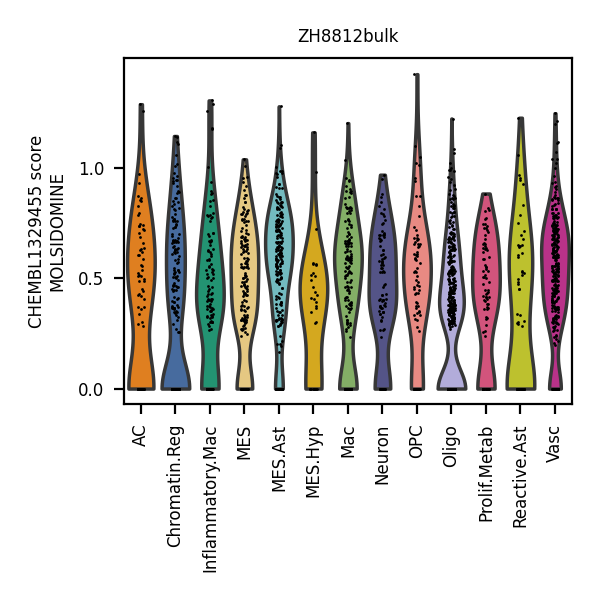 ZH8812bulk
CHEMBL1329455 score
MOLSIDOMINE
1.0
0.5
0.0
AC
Chromatin.Reg
Inflammatory.Mac
MES
MES.Ast
MES.Hyp
Mac
Neuron
OPC
Oligo
Prolif.Metab
Reactive.Ast
Vasc